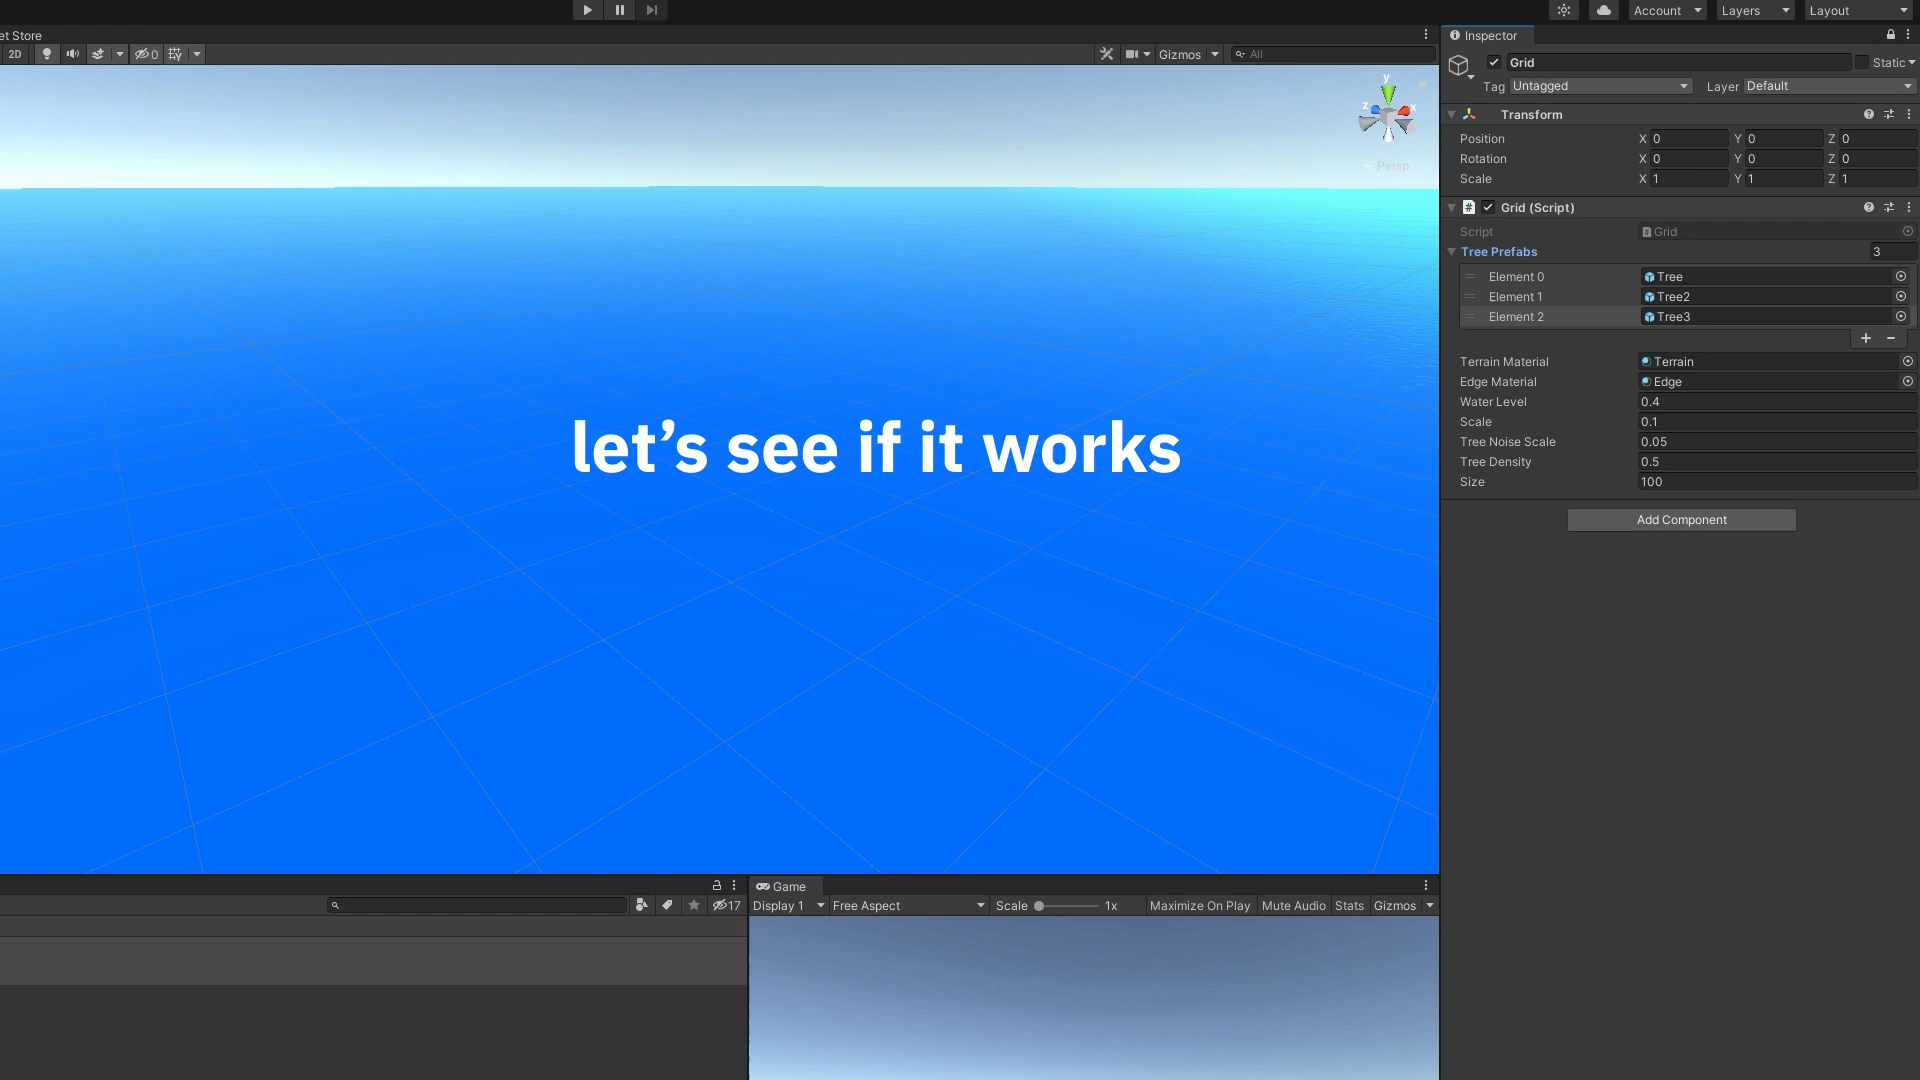 Account
Layers
Layout
et Store
2D
0
Gizmos
All
y
z
x
Persp
let's see if it works
Inspector
Grid
Static
Tag Untagged
Layer Default
Transform
Position X 0 Y 0 Z 0
Rotation X 0 Y 0 Z 0
Scale X 1 Y 1 Z 1
# Grid (Script)
Script Grid
Tree Prefabs 3
Element 0 Tree
Element 1 Tree2
Element 2 Tree3
+ −
Terrain Material Terrain
Edge Material Edge
Water Level 0.4
Scale 0.1
Tree Noise Scale 0.05
Tree Density 0.5
Size 100
Add Component
17
Game
Display 1
Free Aspect
Scale 1x
Maximize On Play
Mute Audio
Stats
Gizmos